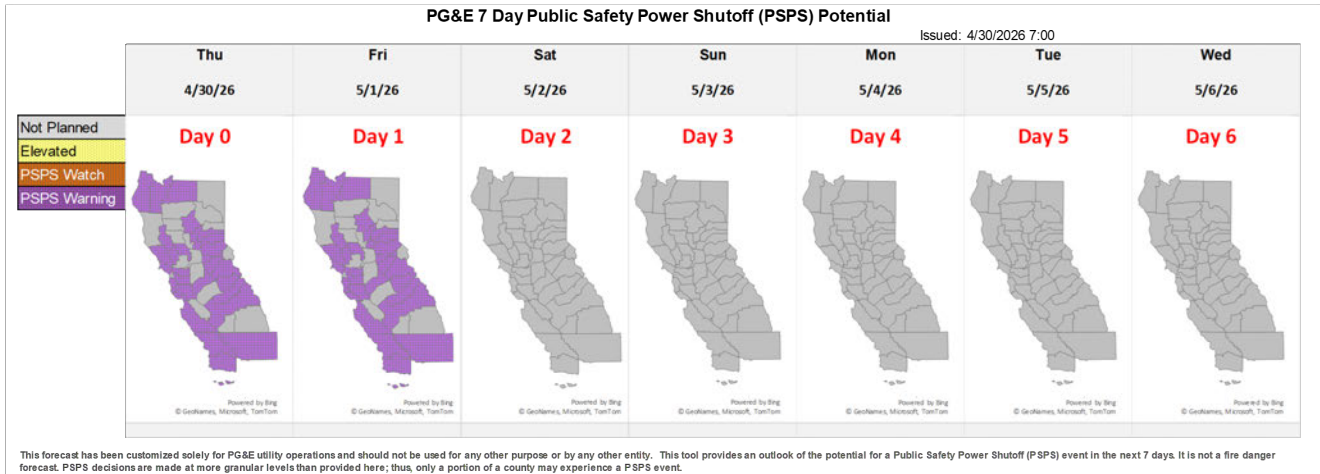 PG&E 7 Day Public Safety Power Shutoff (PSPS) Potential
Issued: 4/30/2026 7:00
Thu Fri Sat Sun Mon Tue Wed
4/30/26 5/1/26 5/2/26 5/3/26 5/4/26 5/5/26 5/6/26
Not Planned
Elevated
PSPS Watch
PSPS Warning
Day 0 Day 1 Day 2 Day 3 Day 4 Day 5 Day 6
Powered by Bing Powered by Bing Powered by Bing Powered by Bing Powered by Bing Powered by Bing Powered by Bing
© GeoNames, Microsoft, TomTom © GeoNames, Microsoft, TomTom © GeoNames, Microsoft, TomTom © GeoNames, Microsoft, TomTom © GeoNames, Microsoft, TomTom © GeoNames, Microsoft, TomTom © GeoNames, Microsoft, TomTom
This forecast has been customized solely for PG&E utility operations and should not be used for any other purpose or by any other entity. This tool provides an outlook of the potential for a Public Safety Power Shutoff (PSPS) event in the next 7 days. It is not a fire danger
forecast. PSPS decisions are made at more granular levels than provided here; thus, only a portion of a county may experience a PSPS event.